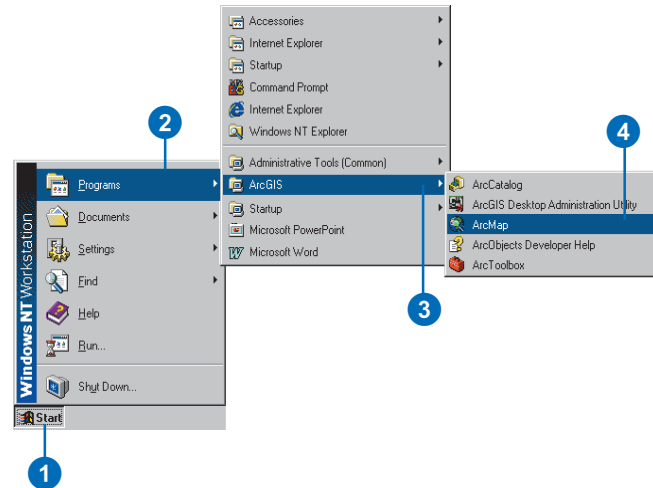 Accessories
Internet Explorer
Startup
Command Prompt
Internet Explorer
Windows NT Explorer
Administrative Tools (Common)
ArcGIS
Startup
Microsoft PowerPoint
Microsoft Word
2
4
Programs
Documents
Settings
Find
Help
Run...
Shut Down...
Windows NT Workstation
Start
ArcCatalog
ArcGIS Desktop Administration Utility
ArcMap
ArcObjects Developer Help
ArcToolbox
3
1